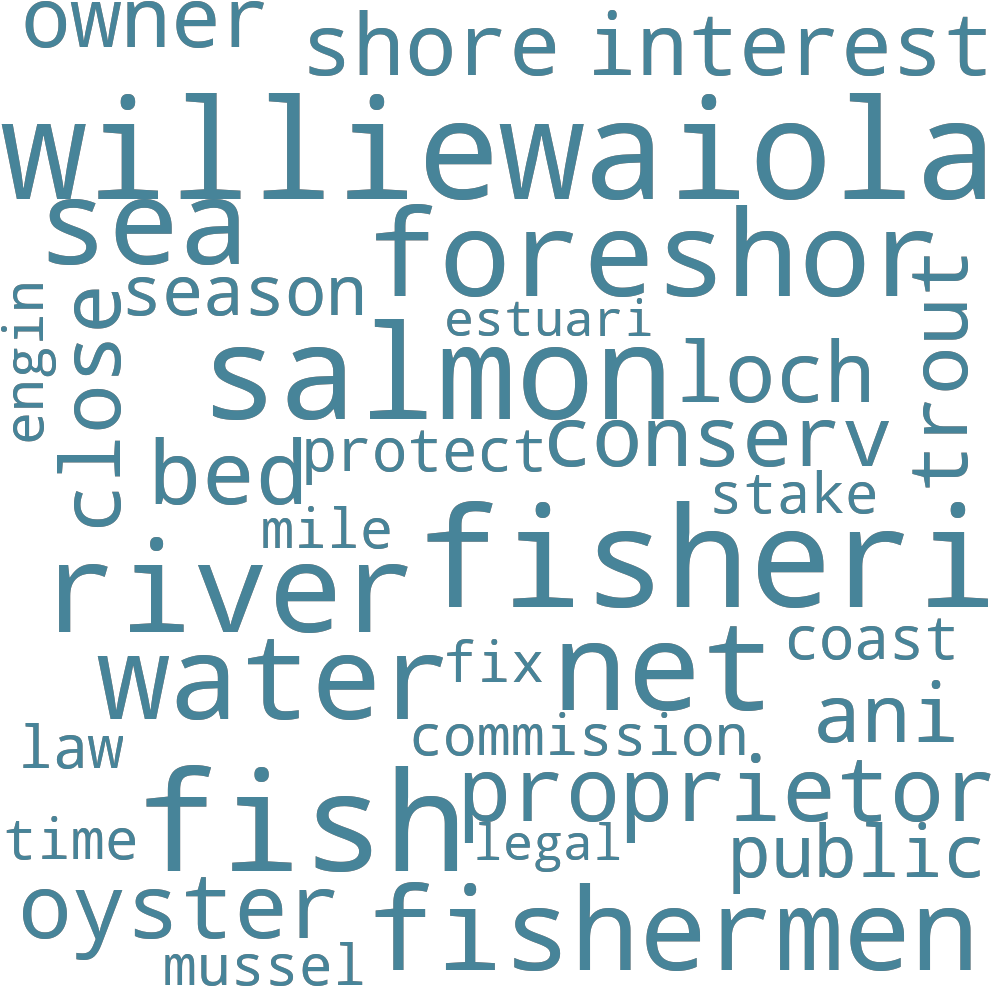 owner
shore interest
williewaiola
sea foreshor
season
trout
engin
close
estuari
salmon loch
conserv
protect
bed
stake
mile
fisheri
river
coast
water fix net
ani
law
commission
proprietor
fish
time
legal
public
oyster fishermen
mussel